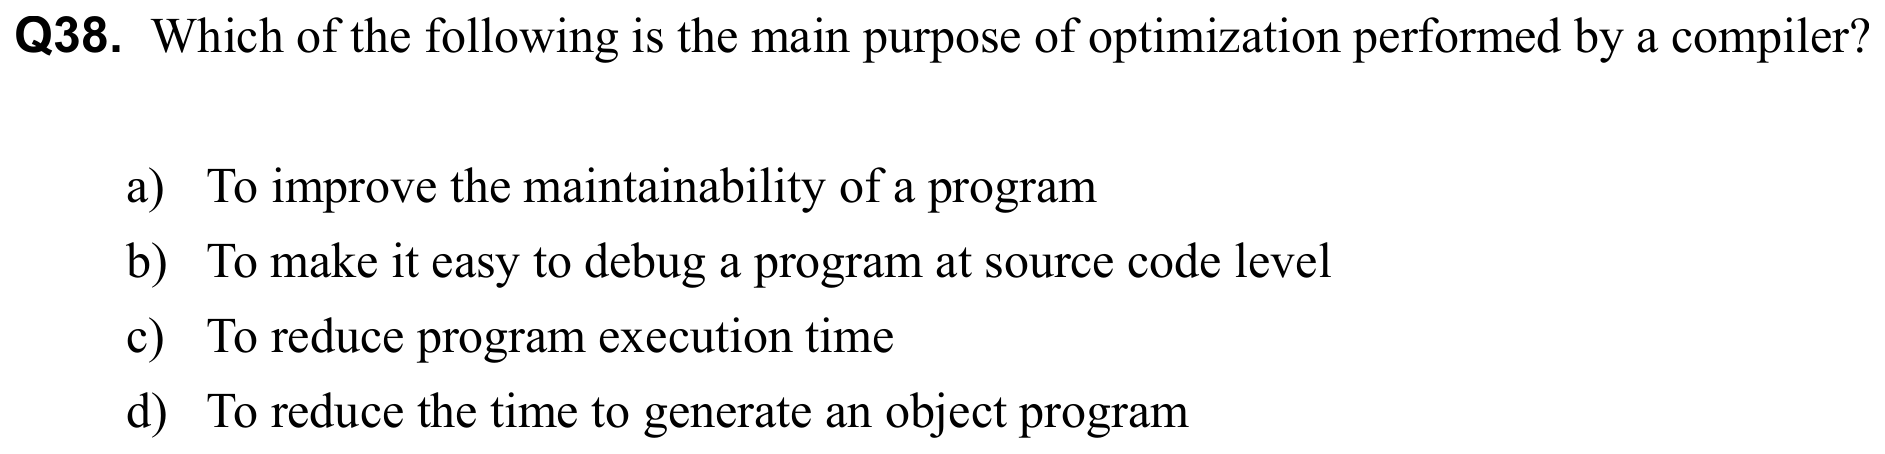 Q38. Which of the following is the main purpose of optimization performed by a compiler?
a) To improve the maintainability of a program
b) To make it easy to debug a program at source code level
c) To reduce program execution time
d) To reduce the time to generate an object program